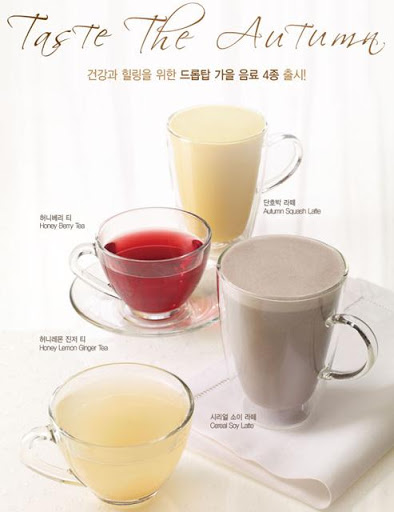 Taste The Autumn
건강과 힐링을 위한 드롭탑 가을 음료 4종 출시!
단호박 라떼
Autumn Squash Latte
허니베리 티
Honey Berry Tea
허니레몬 진저 티
Honey Lemon Ginger Tea
시리얼 소이 라떼
Cereal Soy Latte